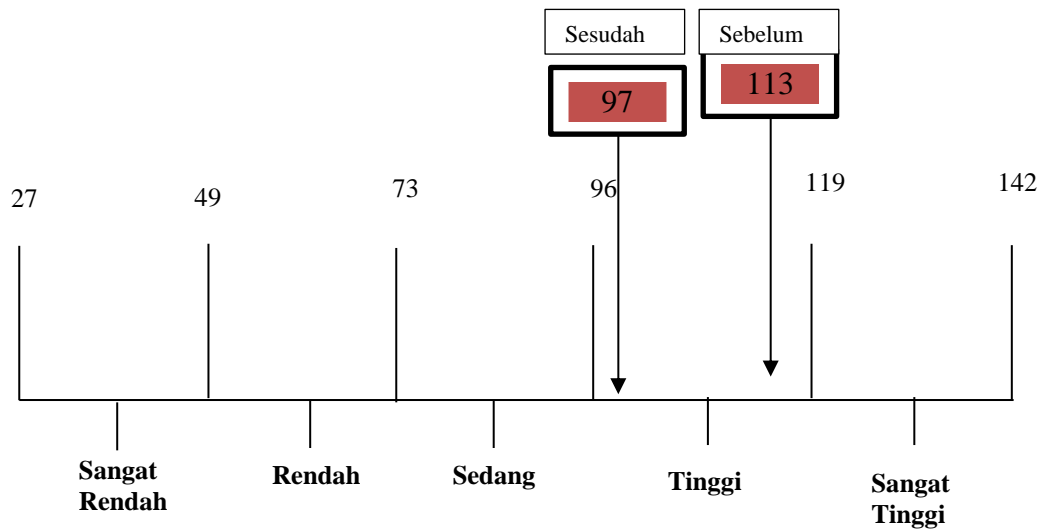 Sesudah
Sebelum
97
113
27
49
73
96
119
142
Sangat
Rendah
Rendah
Sedang
Tinggi
Sangat
Tinggi